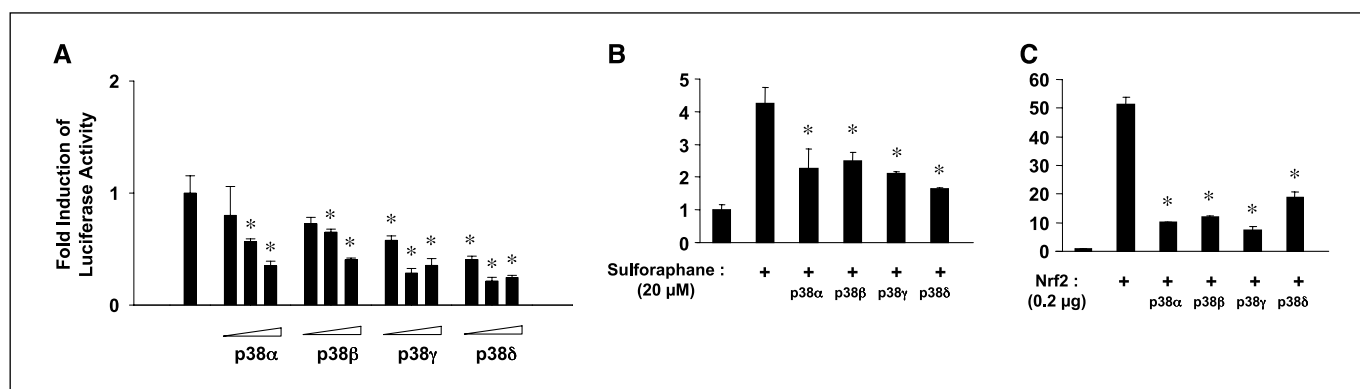 A
Fold Induction of
Luciferase Activity
2
1
0
*
*
*
*
*
*
*
*
*
*
p38α
p38β
p38γ
p38δ
B
5
4
3
2
1
0
*
*
*
*
Sulforaphane :
(20 µM)
+
+
+
+
+
p38α
p38β
p38γ
p38δ
C
60
50
40
30
20
10
0
*
*
*
*
Nrf2 :
(0.2 µg)
+
+
+
+
+
p38α
p38β
p38γ
p38δ